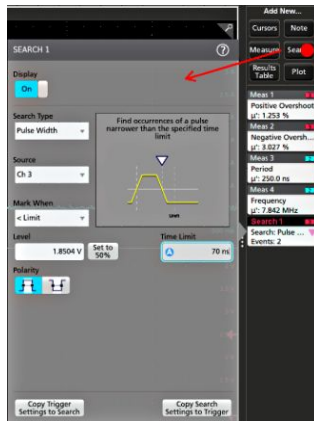 Add New...
Cursors
Note
Measure
Sear
Results
Table
Plot
SEARCH 1
Display
On
Search Type
Pulse Width
Find occurrences of a pulse
narrower than the specified time
limit
Source
Ch 3
Mark When
< Limit
Level
1.8504 V
Set to
50%
Time Limit
70 ns
Polarity
Copy Trigger
Settings to Search
Copy Search
Settings to Trigger
Meas 1
Positive Overshoot
µ': 1.253 %
Meas 2
Negative Oversh...
µ': 3.027 %
Meas 3
Period
µ': 250.0 ns
Meas 4
Frequency
µ': 7.842 MHz
Search 1
Search: Pulse ...
Events: 2